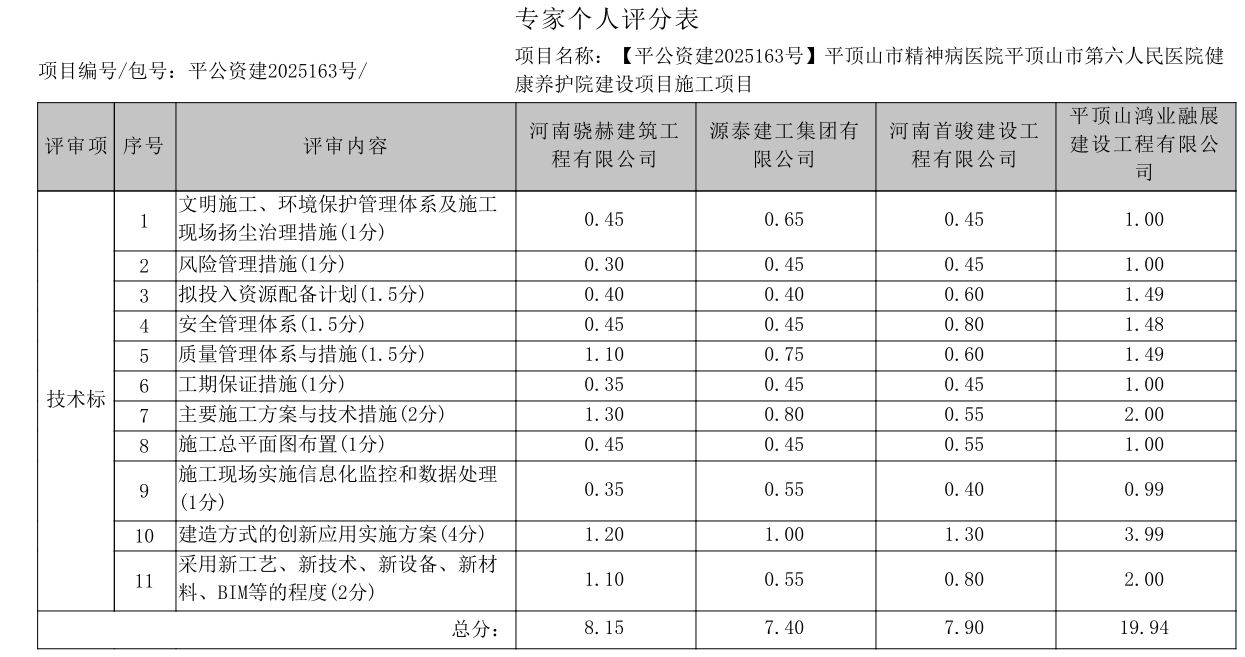 专家个人评分表
项目编号/包号：平公资建2025163号/
项目名称：【平公资建2025163号】平顶山市精神病医院平顶山市第六人民医院健
康养护院建设项目施工项目
评审项 序号 评审内容 河南骁赫建筑工程有限公司 源泰建工集团有限公司 河南首骏建设工程有限公司 平顶山鸿业融展建设工程有限公司
技术标
1 文明施工、环境保护管理体系及施工现场扬尘治理措施(1分) 0.45 0.65 0.45 1.00
2 风险管理措施(1分) 0.30 0.45 0.45 1.00
3 拟投入资源配备计划(1.5分) 0.40 0.40 0.60 1.49
4 安全管理体系(1.5分) 0.45 0.45 0.80 1.48
5 质量管理体系与措施(1.5分) 1.10 0.75 0.60 1.49
6 工期保证措施(1分) 0.35 0.45 0.45 1.00
7 主要施工方案与技术措施(2分) 1.30 0.80 0.55 2.00
8 施工总平面图布置(1分) 0.45 0.45 0.55 1.00
9 施工现场实施信息化监控和数据处理(1分) 0.35 0.55 0.40 0.99
10 建造方式的创新应用实施方案(4分) 1.20 1.00 1.30 3.99
11 采用新工艺、新技术、新设备、新材料、BIM等的程度(2分) 1.10 0.55 0.80 2.00
总分： 8.15 7.40 7.90 19.94